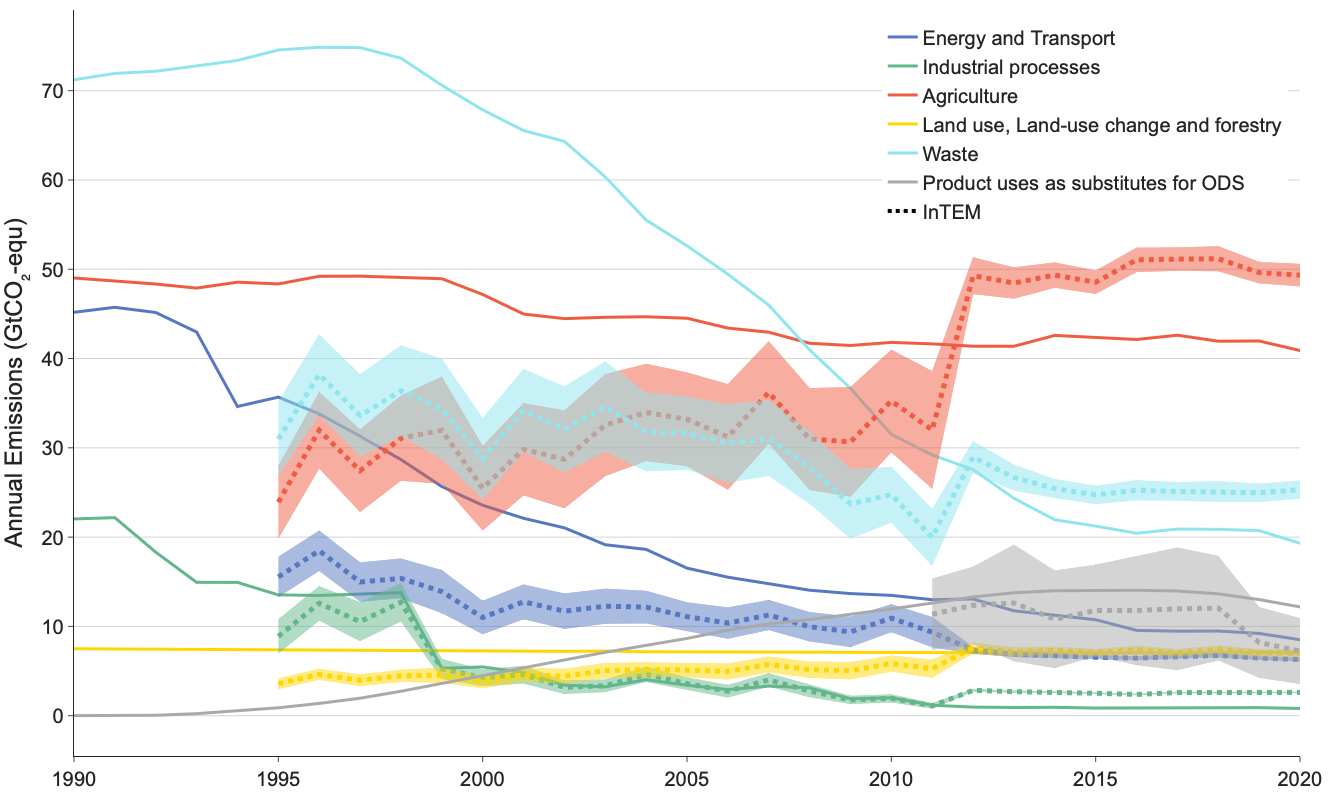 Annual Emissions (GtCO₂-equ)
70
60
50
40
30
20
10
0
1990 1995 2000 2005 2010 2015 2020
Energy and Transport
Industrial processes
Agriculture
Land use, Land-use change and forestry
Waste
Product uses as substitutes for ODS
InTEM